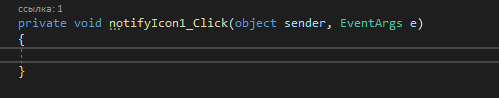 ссылка: 1
private void notifyIcon1_Click(object sender, EventArgs e)
{
}